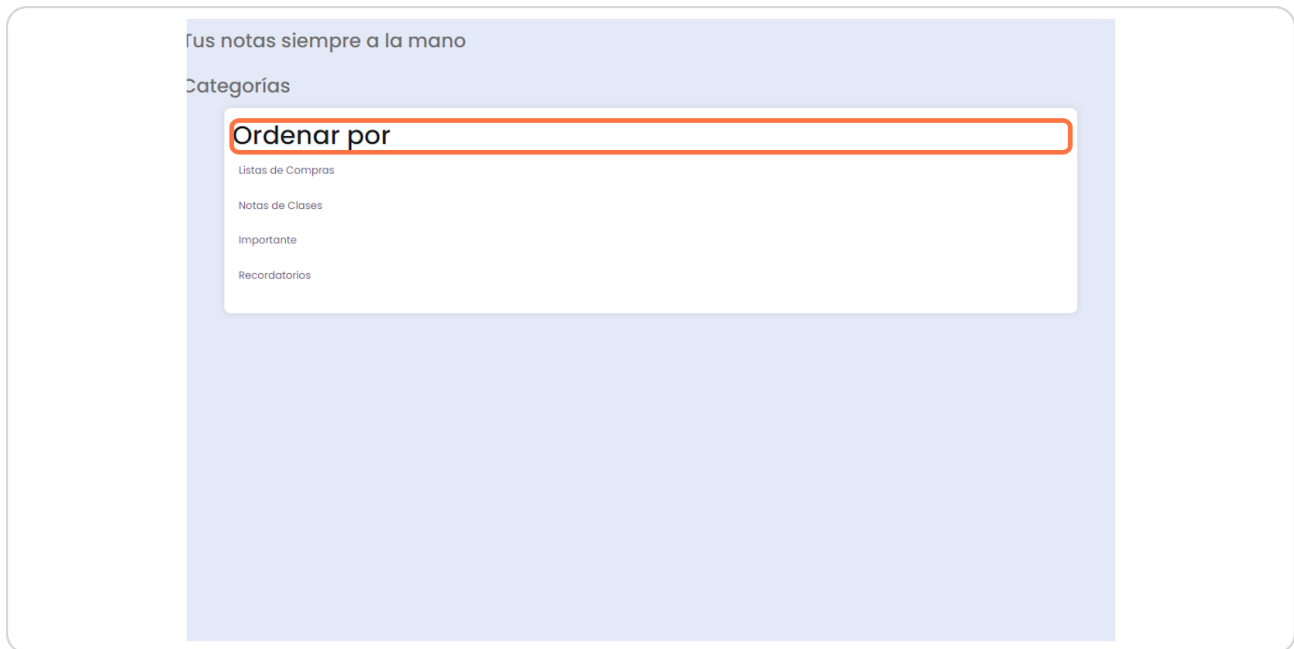 Tus notas siempre a la mano
Categorías
Ordenar por
Listas de Compras
Notas de Clases
Importante
Recordatorios